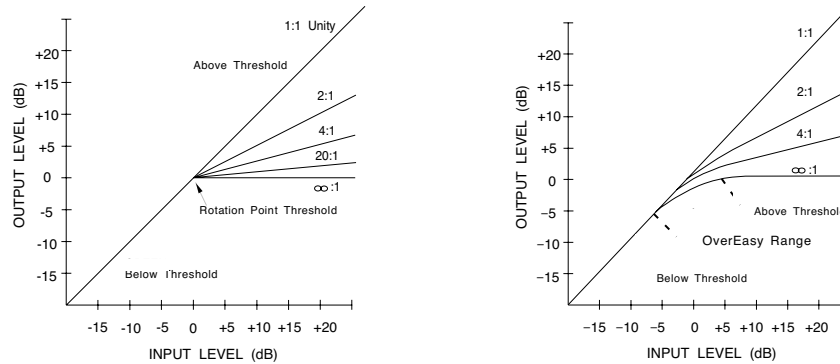 1:1 Unity
+20
Above Threshold
+15
2:1
+10
4:1
+5
20:1
0
∞:1
Rotation Point Threshold
-5
-10
Below Threshold
-15
OUTPUT LEVEL (dB)
-15 -10 -5 0 +5 +10 +15 +20
INPUT LEVEL (dB)
1:1
+20
+15
2:1
+10
4:1
+5
∞:1
0
Above Threshol
−5
OverEasy Range
−10
Below Threshold
−15
OUTPUT LEVEL (dB)
−15 −10 −5 0 +5 +10 +15 +20
INPUT LEVEL (dB)